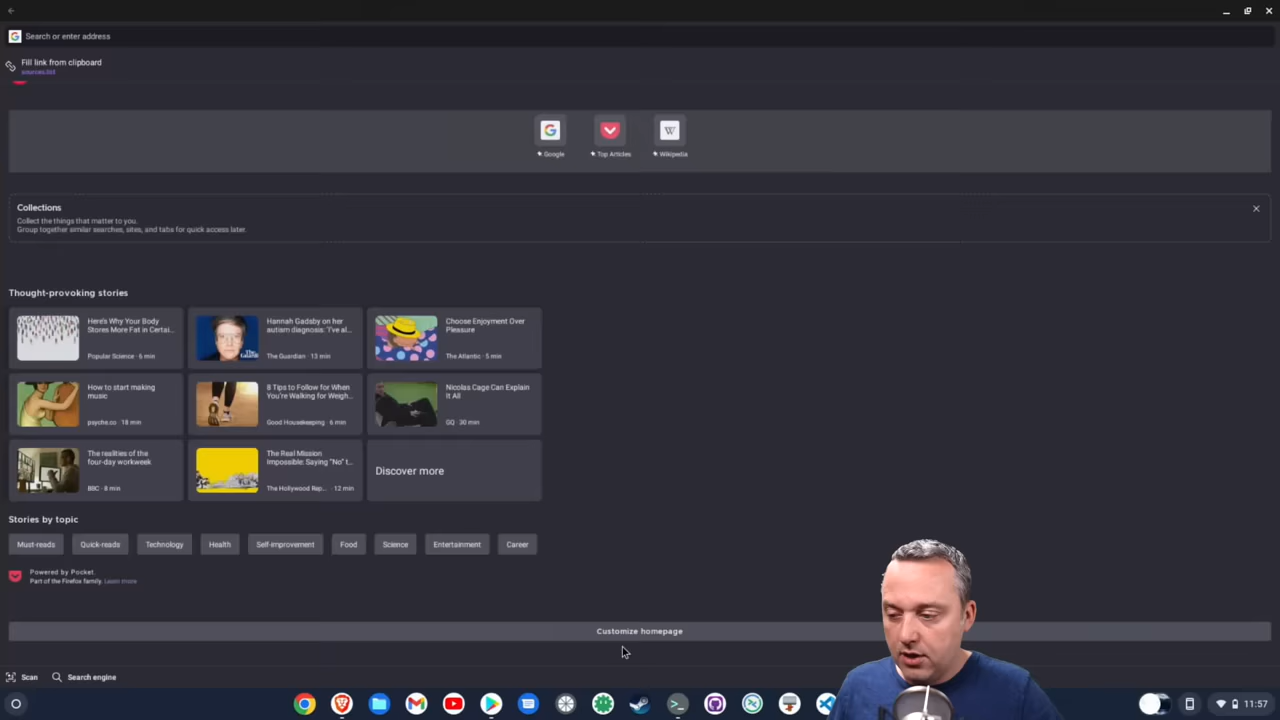 Search or enter address
Fill link from clipboard
Google
Top Articles
Wikipedia
W
Collections
Collect the things that matter to you.
Group together similar searches, sites, and tabs for quick access later.
Thought-provoking stories
Here's Why Your Body
Stores More Fat in Certai...
Popular Science · 6 min
Hannah Gadsby on her
autism diagnosis: 'I've al...
The Guardian · 13 min
Choose Enjoyment Over
Pleasure
The Atlantic · 5 min
How to start making
music
psyche.co · 18 min
8 Tips to Follow for When
You're Walking for Weigh...
Good Housekeeping · 6 min
Nicolas Cage Can Explain
It All
GQ · 30 min
The realities of the
four-day workweek
BBC · 8 min
The Real Mission
Impossible: Saying "No" t...
The Hollywood Rep... · 12 min
Discover more
Stories by topic
Must-reads
Quick-reads
Technology
Health
Self-improvement
Food
Science
Entertainment
Career
Powered by Pocket.
Part of the Firefox family. Learn more
Customize homepage
Scan
Search engine
11:57